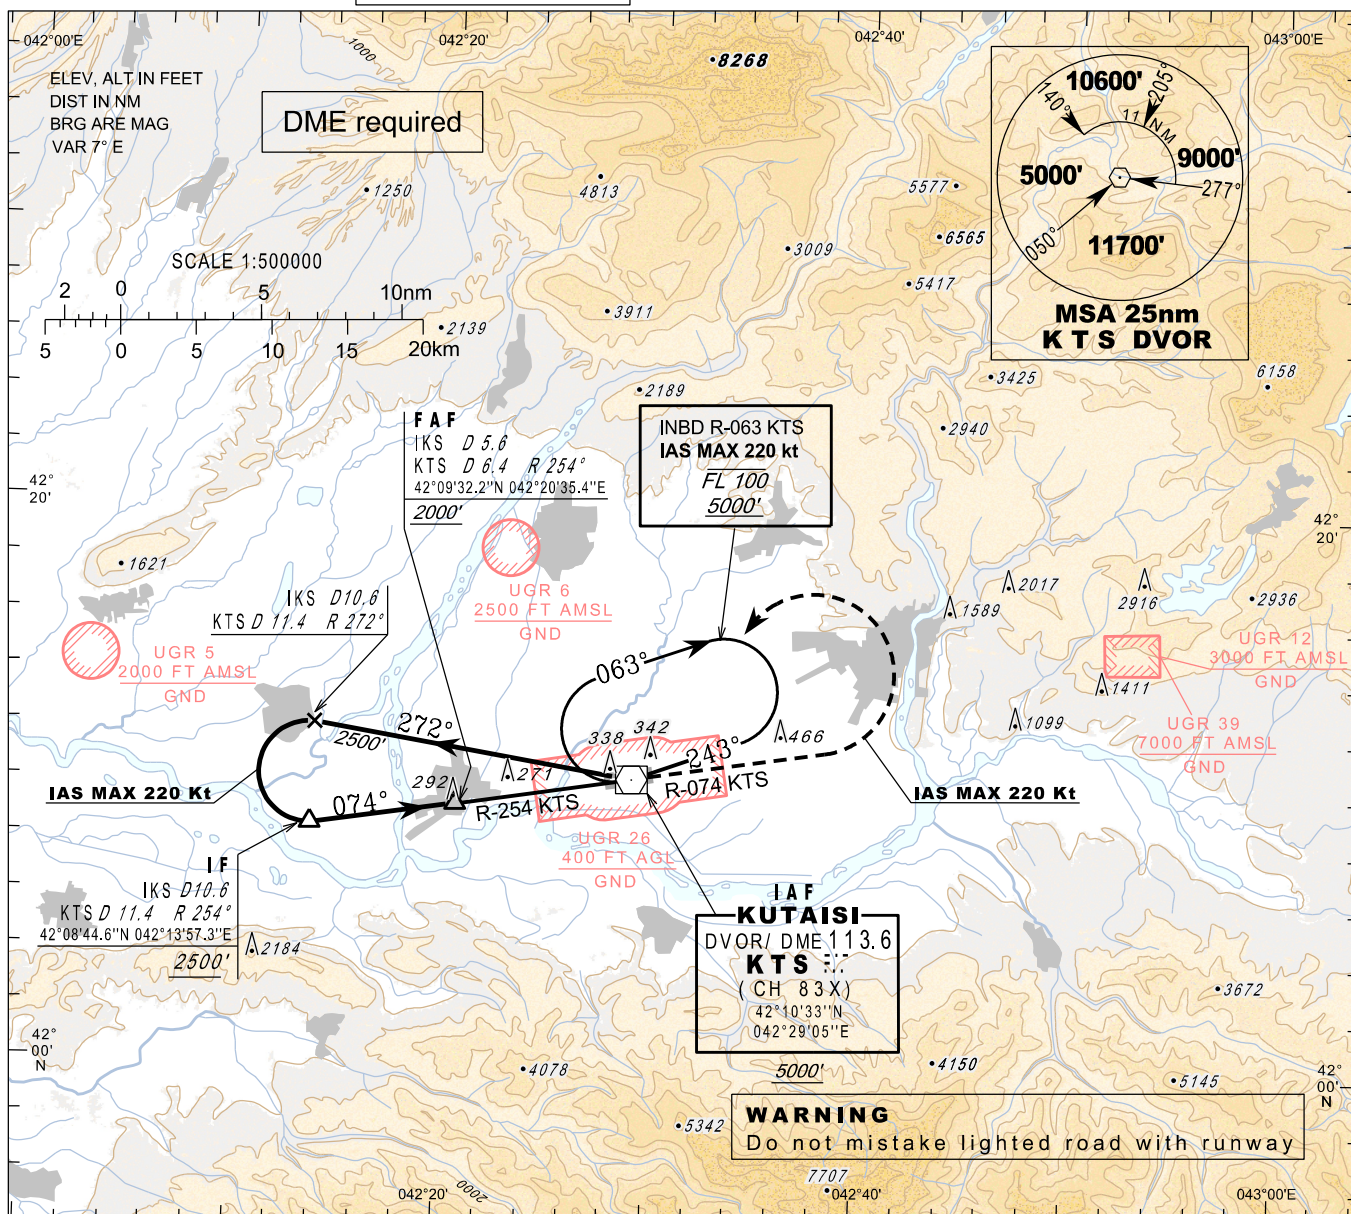 042°00'E
042°20'
042°40'
043°00'E
ELEV, ALT IN FEET
DIST IN NM
BRG ARE MAG
VAR 7° E
DME required
1000
8268
10600'
140°
205°
11 NM
9000'
5000'
277°
050°
11700'
MSA 25nm
KTS DVOR
1250
4813
5577
6565
3009
5417
SCALE 1:500000
2 0 5 10nm
5 0 5 10 15 20km
3911
2139
2189
3425
6158
2940
FAF
IKS D 5.6
KTS D 6.4 R 254°
42°09'32.2"N 042°20'35.4"E
2000'
INBD R-063 KTS
IAS MAX 220 kt
FL 100
5000'
42°
20'
42°
20'
1621
UGR 6
2500 FT AMSL
GND
IKS D10.6
KTS D 11.4 R 272°
UGR 5
2000 FT AMSL
GND
2017
1589
2916
2936
UGR 12
3000 FT AMSL
GND
1411
1099
UGR 39
7000 FT AMSL
GND
063°
272°
2500'
338
342
243°
466
271
292
IAS MAX 220 Kt
074°
R-254 KTS
R-074 KTS
IAS MAX 220 Kt
UGR 26
400 FT AGL
GND
IF
IKS D10.6
KTS D 11.4 R 254°
42°08'44.6"N 042°13'57.3"E
2500'
2184
IAF
KUTAISI
DVOR/ DME 113.6
KTS
(CH 83X)
42°10'33"N
042°29'05"E
5000'
3672
42°
00'
N
4078
4150
5145
42°
00'
N
5342
WARNING
Do not mistake lighted road with runway
7707
2000
042°20'
042°40'
043°00'E